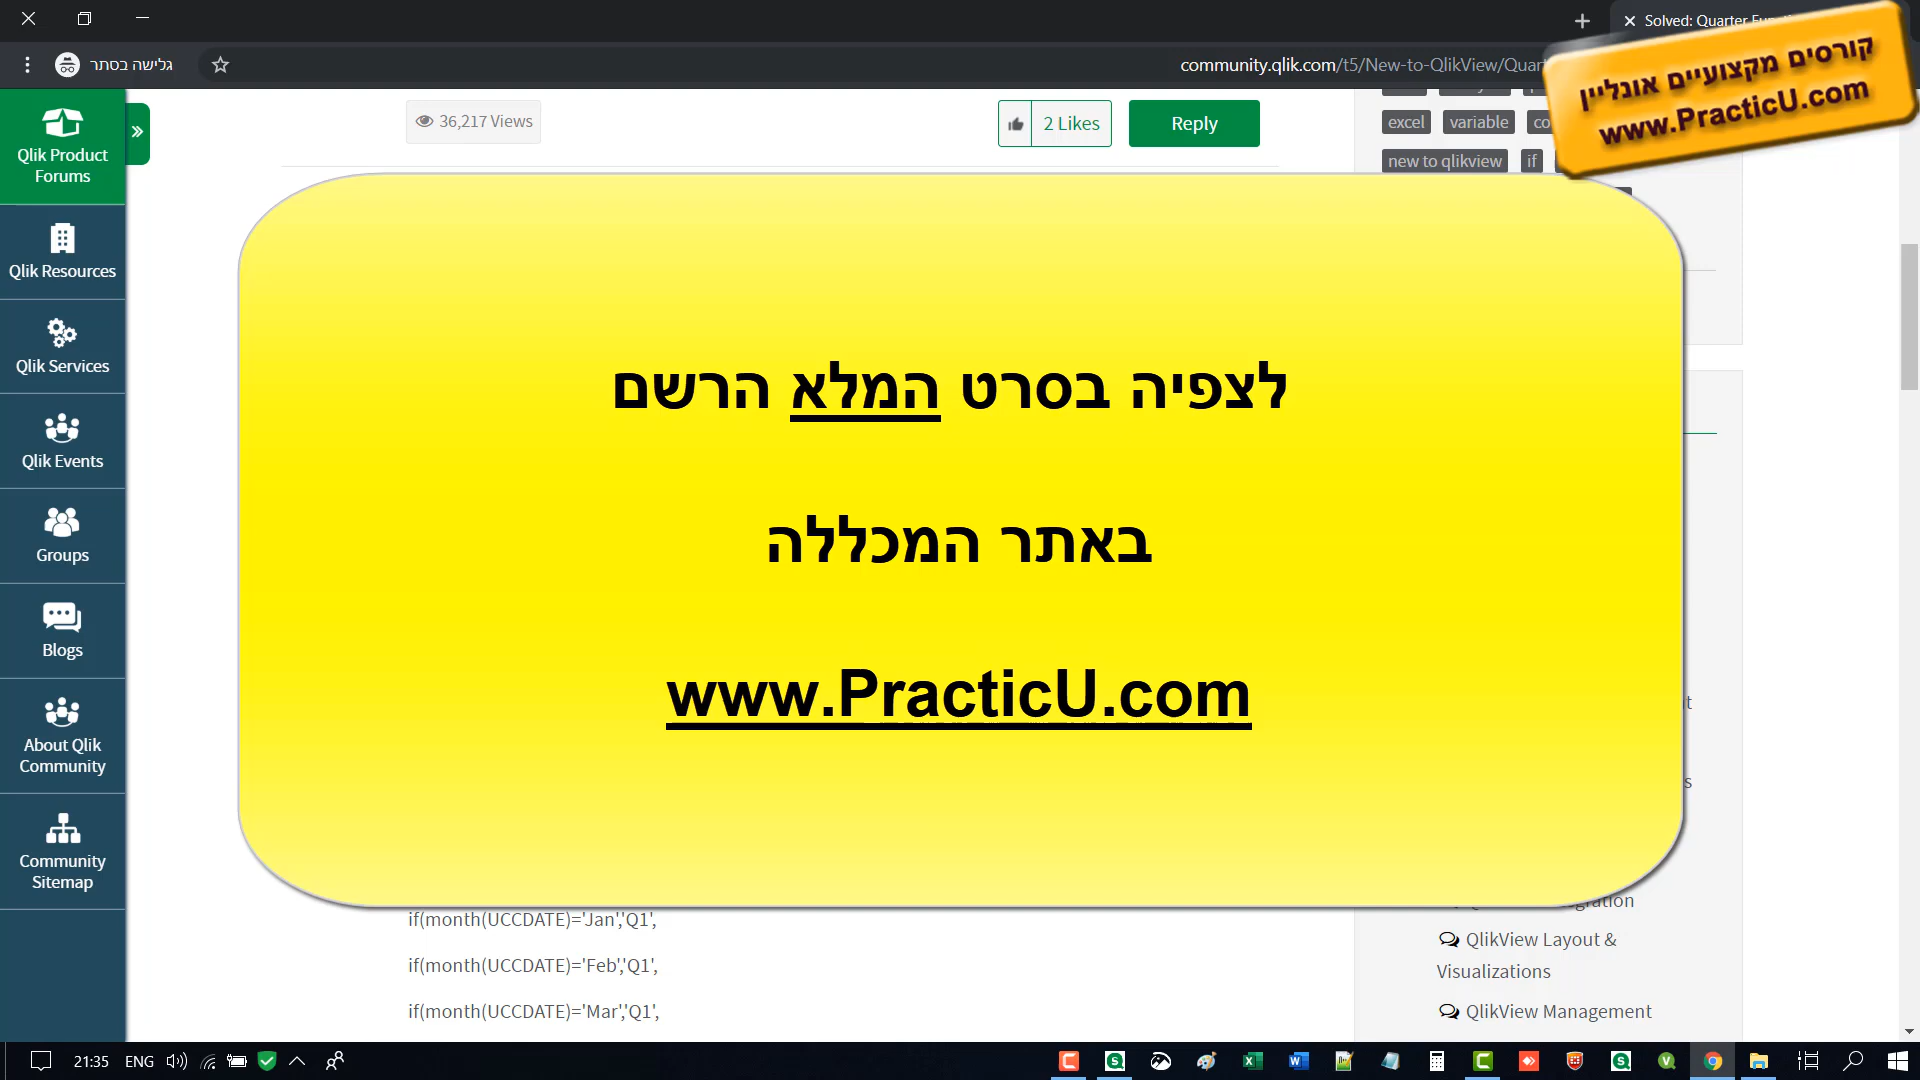 Solved: Quarter
גלישה בסתר
community.qlik.com/t5/New-to-QlikView/Quar
קורסים מקצועיים אונליין
www.PracticU.com
Qlik Product
Forums
Qlik Resources
Qlik Services
Qlik Events
Groups
Blogs
About Qlik
Community
Community
Sitemap
36,217 Views
2 Likes
Reply
excel
variable
new to qlikview
if
לצפיה בסרט המלא הרשם
באתר המכללה
www.PracticU.com
if(month(UCCDATE)='Jan','Q1',
if(month(UCCDATE)='Feb','Q1',
if(month(UCCDATE)='Mar','Q1',
QlikView Layout &
Visualizations
QlikView Management
21:35
ENG